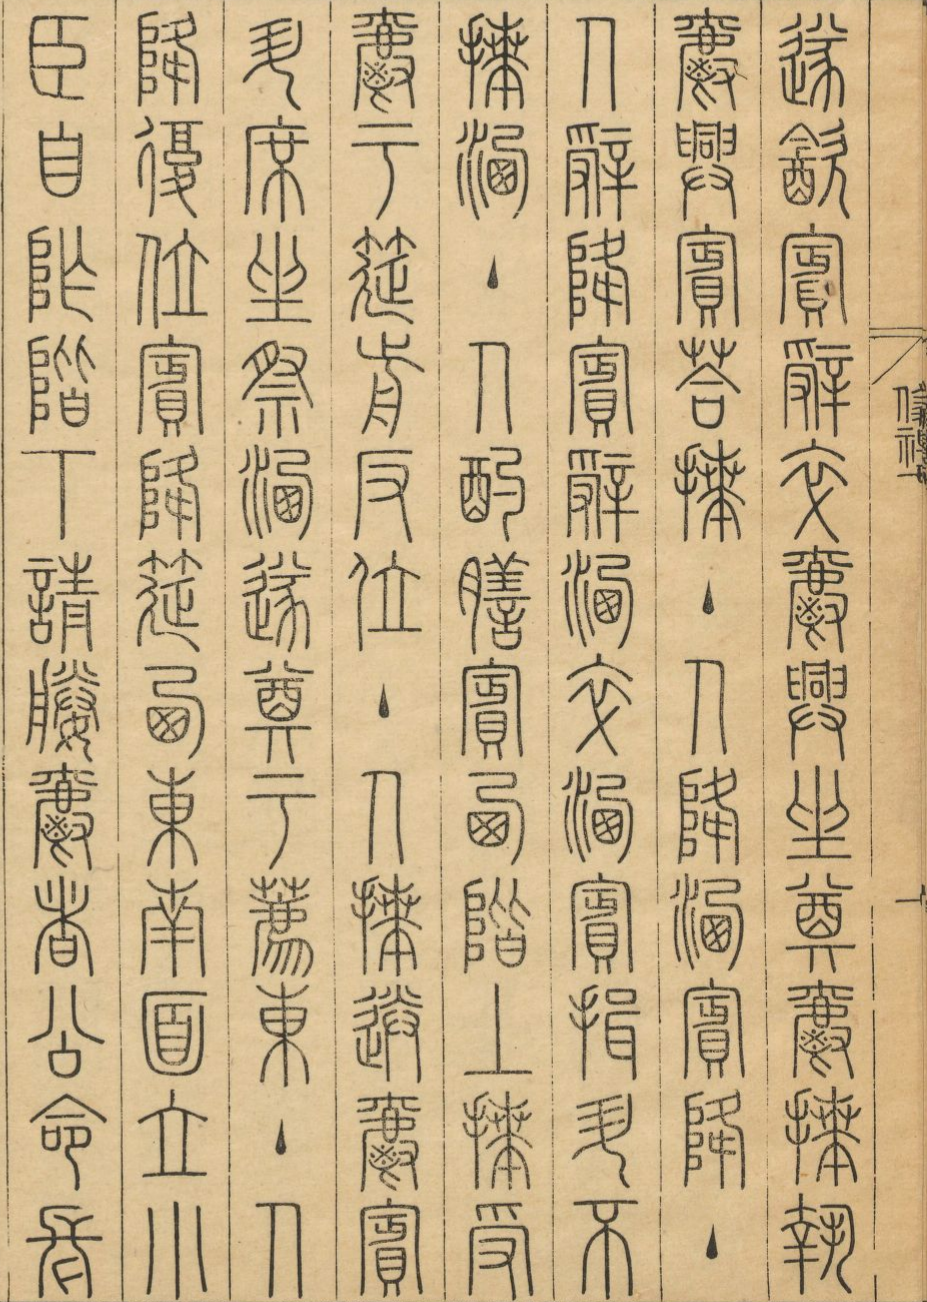 遂飲賓辭卒爵興坐奠爵拜執
爵興賓荅拜主人降洗賓降主
人辭降賓辭洗卒洗賓揖升不
拜洗主人酌膳賓西階上拜受
爵于筵前反位主人拜送爵賓
升席坐祭酒遂奠于薦東主人
降復位賓降筵西東南面立小
臣自阼階下請媵爵者公命長